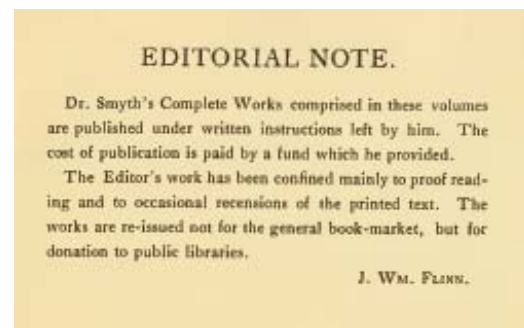 EDITORIAL NOTE.
Dr. Smyth's Complete Works comprised in these volumes
are published under written instructions left by him. The
cost of publication is paid by a fund which he provided.
The Editor's work has been confined mainly to proof read-
ing and to occasional recensions of the printed text. The
works are re-issued not for the general book-market, but for
donation to public libraries.
J. WM. FLINN.